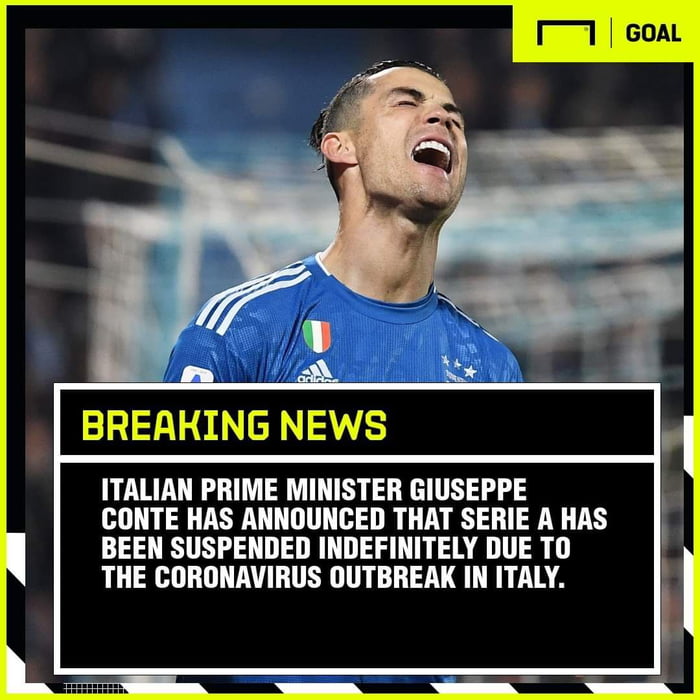 GOAL
adidas
BREAKING NEWS
ITALIAN PRIME MINISTER GIUSEPPE
CONTE HAS ANNOUNCED THAT SERIE A HAS
BEEN SUSPENDED INDEFINITELY DUE TO
THE CORONAVIRUS OUTBREAK IN ITALY.